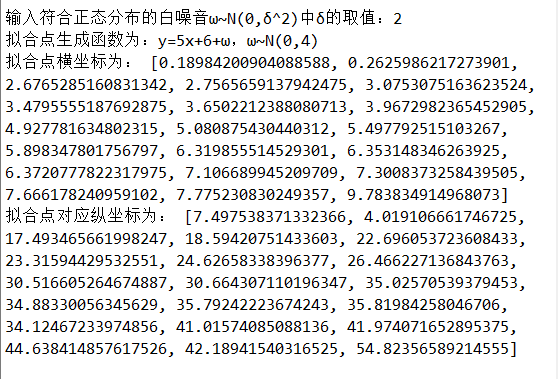 输入符合正态分布的白噪音ω~N(0,δ^2)中δ的取值：2
拟合点生成函数为：y=5x+6+ω, ω~N(0,4)
拟合点横坐标为： [0.18984200904088588, 0.2625986217273901,
2.6765285160831342, 2.7565659137942475, 3.0753075163623524,
3.4795555187692875, 3.6502212388080713, 3.9672982365452905,
4.927781634802315, 5.080875430440312, 5.497792515103267,
5.898347801756797, 6.319855514529301, 6.353148346263925,
6.3720777822317975, 7.106689945209709, 7.3008373258439505,
7.666178240959102, 7.775230830249357, 9.783834914968073]
拟合点对应纵坐标为： [7.497538371332366, 4.019106661746725,
17.493465661998247, 18.59420751433603, 22.696053723608433,
23.31594429532551, 24.62658338396377, 26.466227136843763,
30.516605264674887, 30.664307110196347, 35.02570539379453,
34.88330056345629, 35.79242223674243, 35.81984258046706,
34.12467233974856, 41.01574085088136, 41.974071652895375,
44.638414857617526, 42.18941540316525, 54.82356589214555]